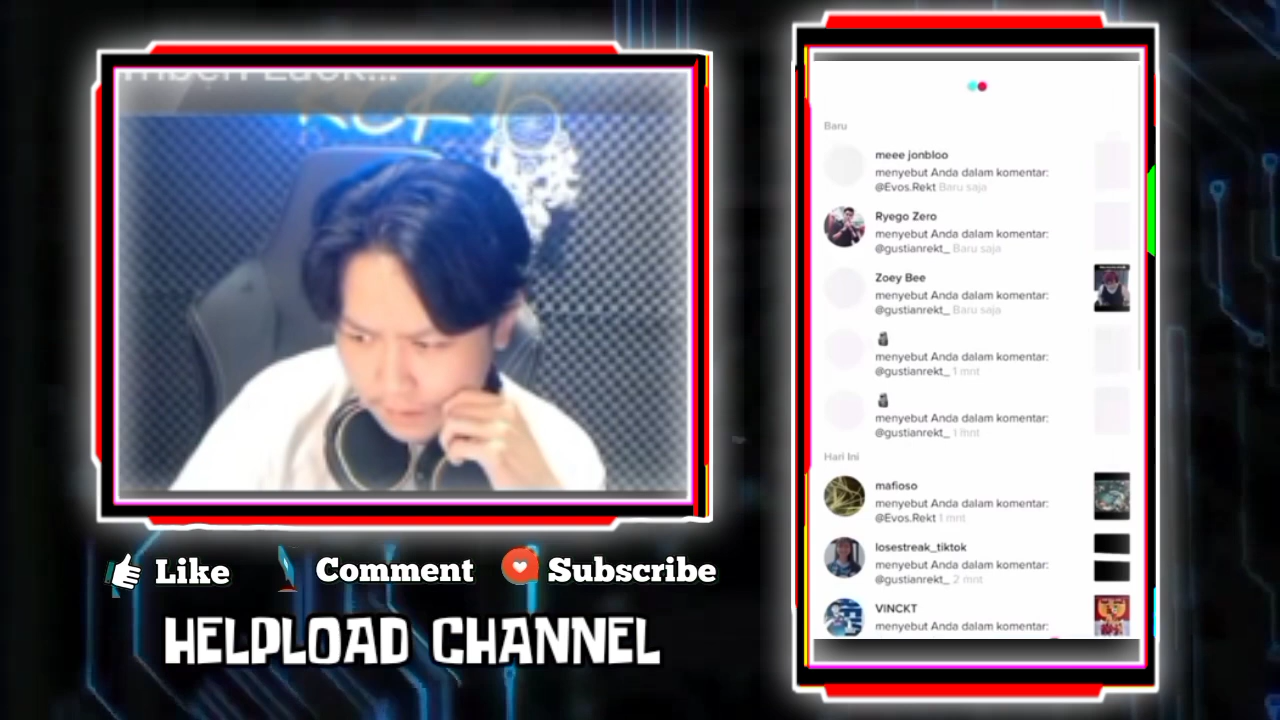 Like
Comment
Subscribe
HELPLOAD CHANNEL
Baru
meee jonbloo
menyebut Anda dalam komentar:
@Evos.Rekt Baru saja
Ryego Zero
menyebut Anda dalam komentar:
@gustianrekt_ Baru saja
Zoey Bee
menyebut Anda dalam komentar:
@gustianrekt_ Baru saja
menyebut Anda dalam komentar:
@gustianrekt_ 1 mnt
menyebut Anda dalam komentar:
@gustianrekt_ 1 mnt
Hari Ini
mafioso
menyebut Anda dalam komentar:
@Evos.Rekt 1 mnt
losestreak_tiktok
menyebut Anda dalam komentar:
@gustianrekt_ 2 mnt
ViNCKT
menyebut Anda dalam komentar: